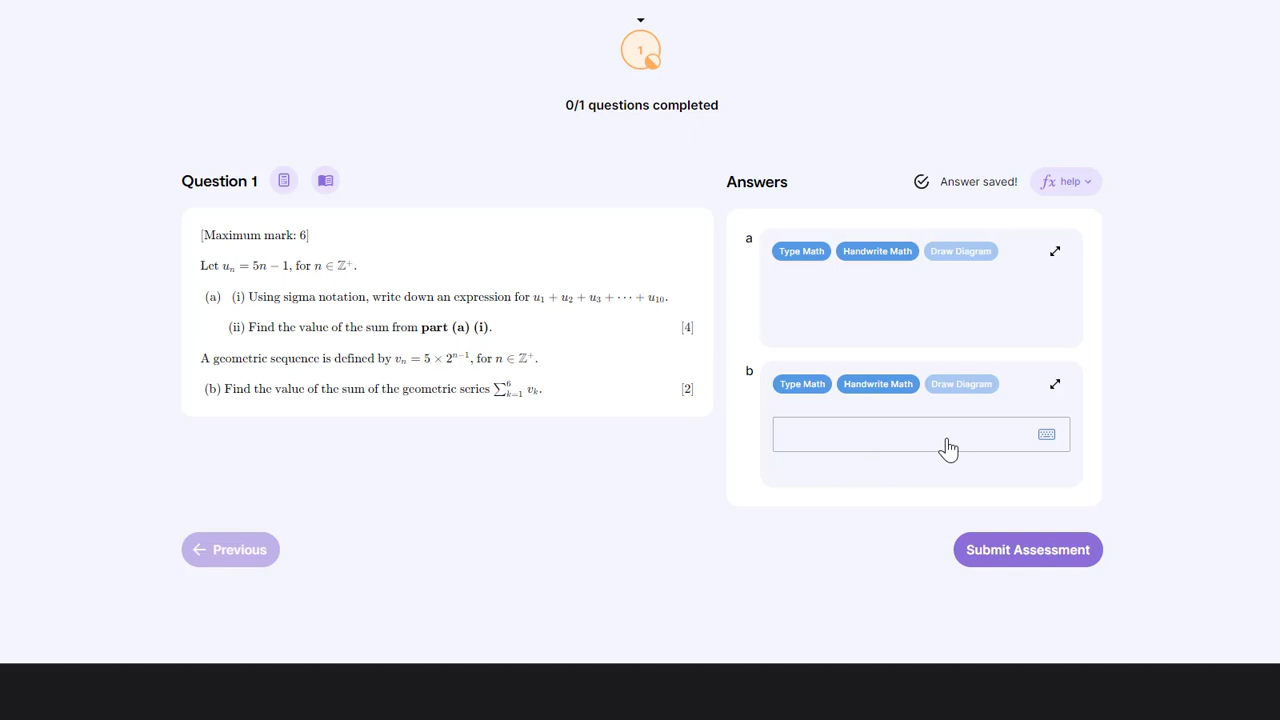 1
0/1 questions completed
Question 1
[Maximum mark: 6]
Let uₙ = 5n − 1, for n ∈ ℤ⁺.
(a) (i) Using sigma notation, write down an expression for u₁ + u₂ + u₃ + ⋯ + u₁₀.
(ii) Find the value of the sum from part (a) (i). [4]
A geometric sequence is defined by vₙ = 5 × 2ⁿ⁻¹, for n ∈ ℤ⁺.
(b) Find the value of the sum of the geometric series ∑⁶ₖ₌₁ vₖ. [2]
Answers
Answer saved!
fx help
a
Type Math Handwrite Math Draw Diagram
b
Type Math Handwrite Math Draw Diagram
← Previous
Submit Assessment